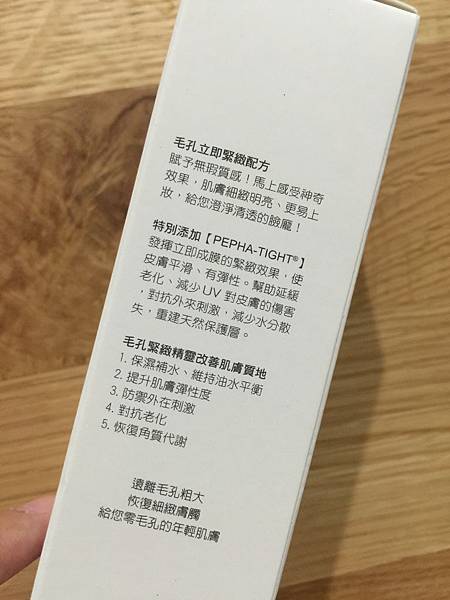 毛孔立即緊緻配方
賦予無瑕質感！馬上感受神奇
效果，肌膚細緻明亮、更易上
妝，給您澄淨清透的臉龐！
特別添加【PEPHA-TIGHT®】
發揮立即成膜的緊緻效果，使
皮膚平滑、有彈性。幫助延緩
老化、減少UV 對皮膚的傷害
，對抗外來刺激，減少水分散
失，重建天然保護層。
毛孔緊緻精靈改善肌膚質地
1. 保濕補水、維持油水平衡
2. 提升肌膚彈性度
3. 防禦外在刺激
4. 對抗老化
5. 恢復角質代謝
遠離毛孔粗大
恢復細緻膚觸
給您零毛孔的年輕肌膚